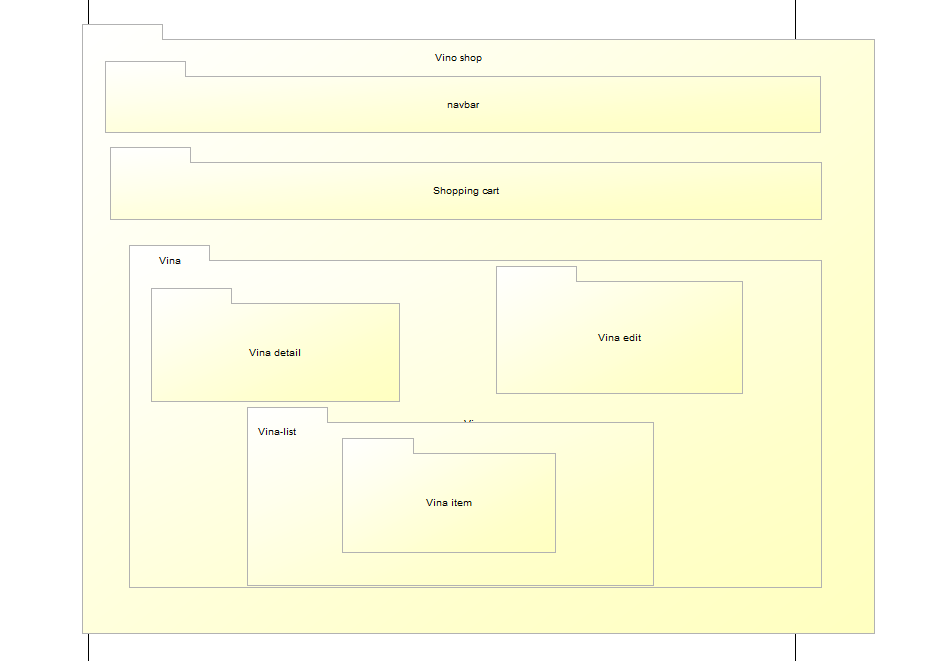 Vino shop
navbar
Shopping cart
Vina
Vina edit
Vina detail
Vina-list
Vina item